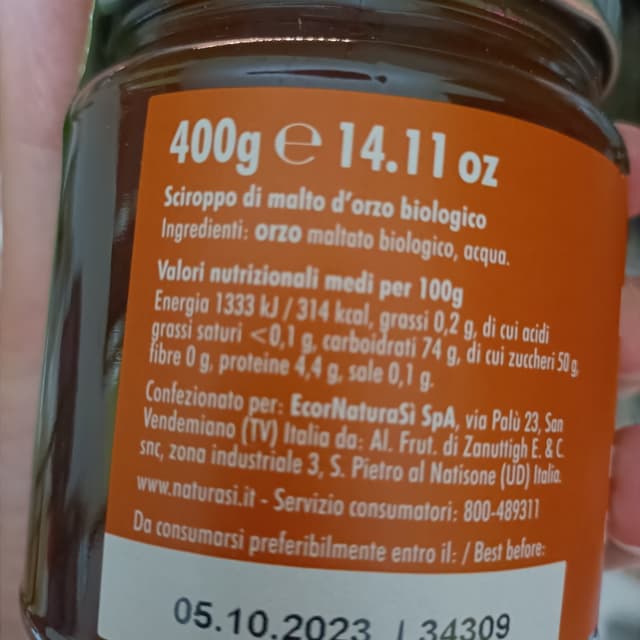 400g ℮ 14.11 oz
Sciroppo di malto d'orzo biologico
Ingredienti: orzo maltato biologico, acqua.
Valori nutrizionali medi per 100g
Energia 1333 kJ / 314 kcal, grassi 0,2 g, di cui acidi
grassi saturi <0,1 g, carboidrati 74 g, di cui zuccheri 50 g,
fibre 0 g, proteine 4,4 g, sale 0,1 g.
Confezionato per: EcorNaturaSì SpA, via Palù 23, San
Vendemiano (TV) Italia da: Al. Frut. di Zanuttigh E. & C.
snc, zona industriale 3, S. Pietro al Natisone (UD) Italia.
www.naturasi.it - Servizio consumatori: 800-489311
Da consumarsi preferibilmente entro il: / Best before:
05.10.2023 L34309